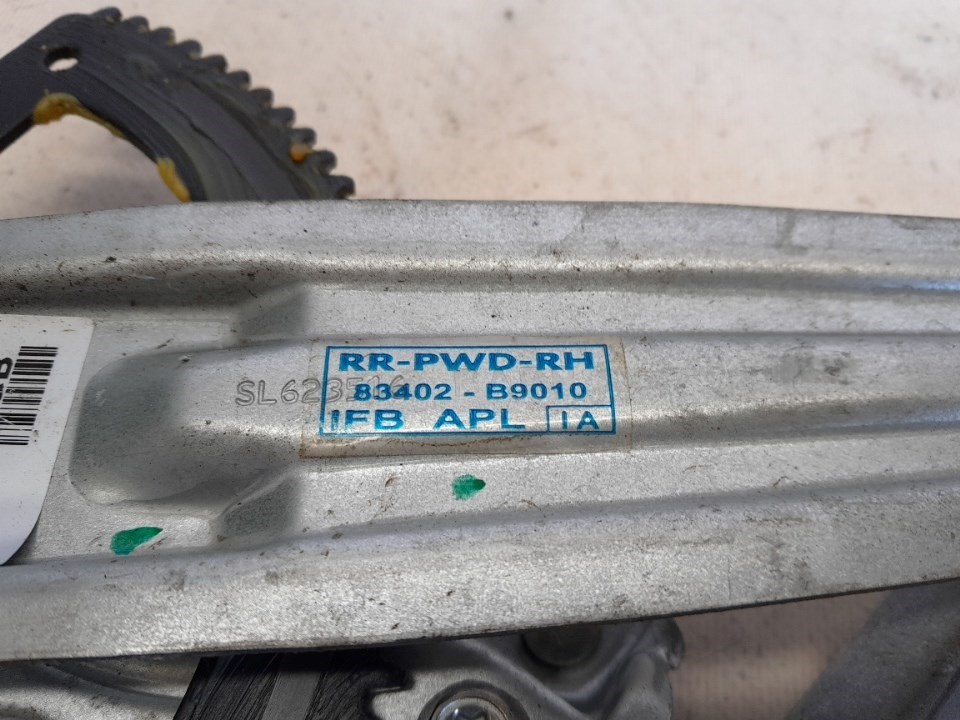 RR-PWD-RH
83402 - B9010
IFB APL IA